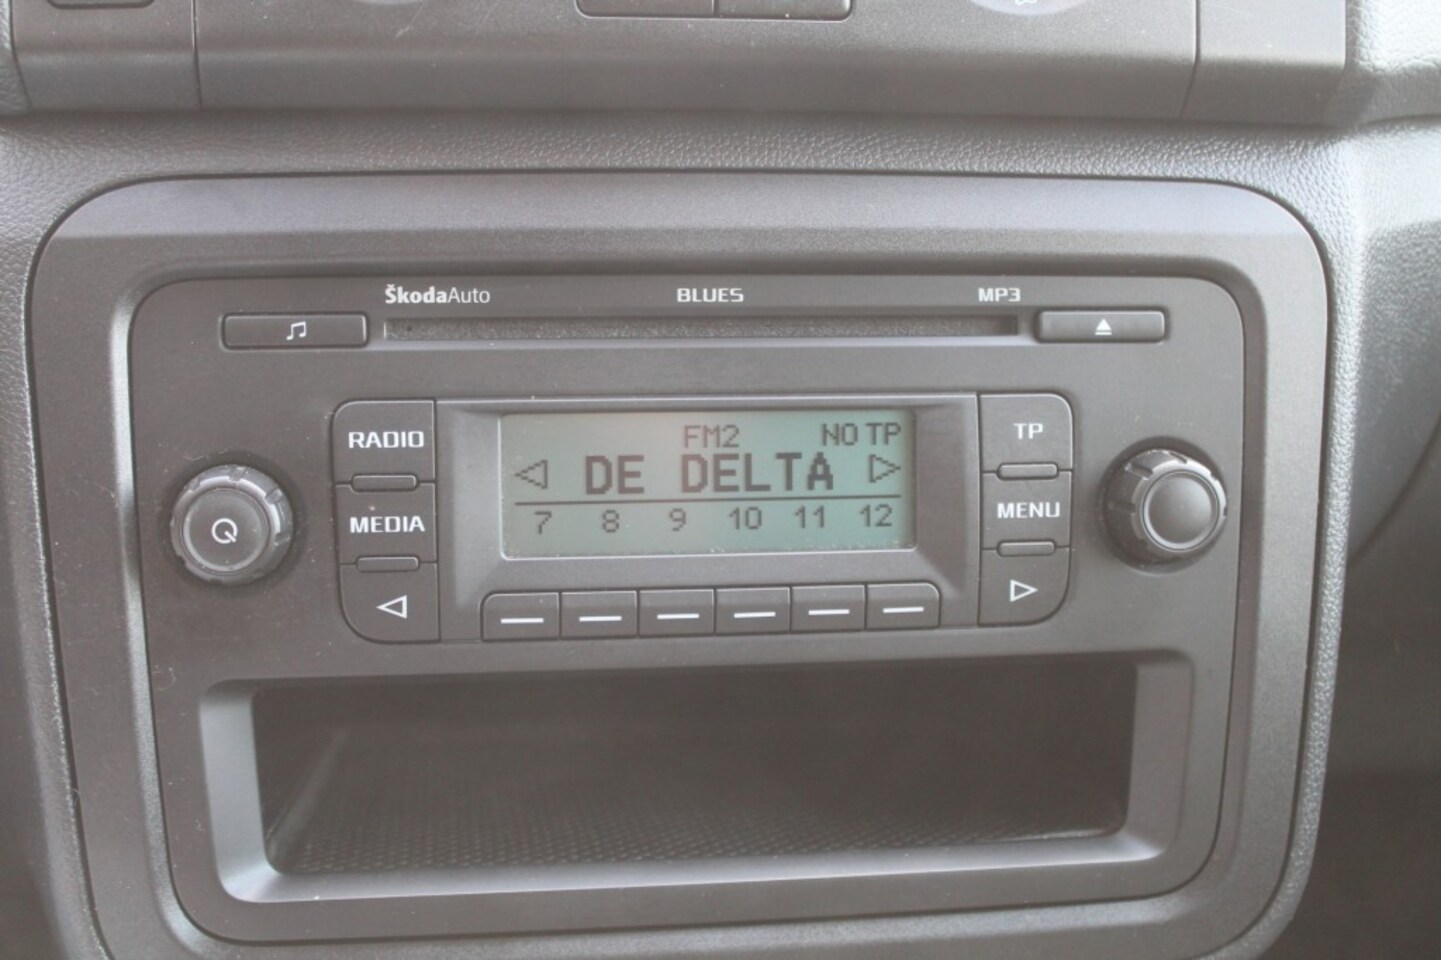 ŠkodaAuto BLUES MP3
RADIO FM2 NO TP TP
DE DELTA
MEDIA 7 8 9 10 11 12 MENU